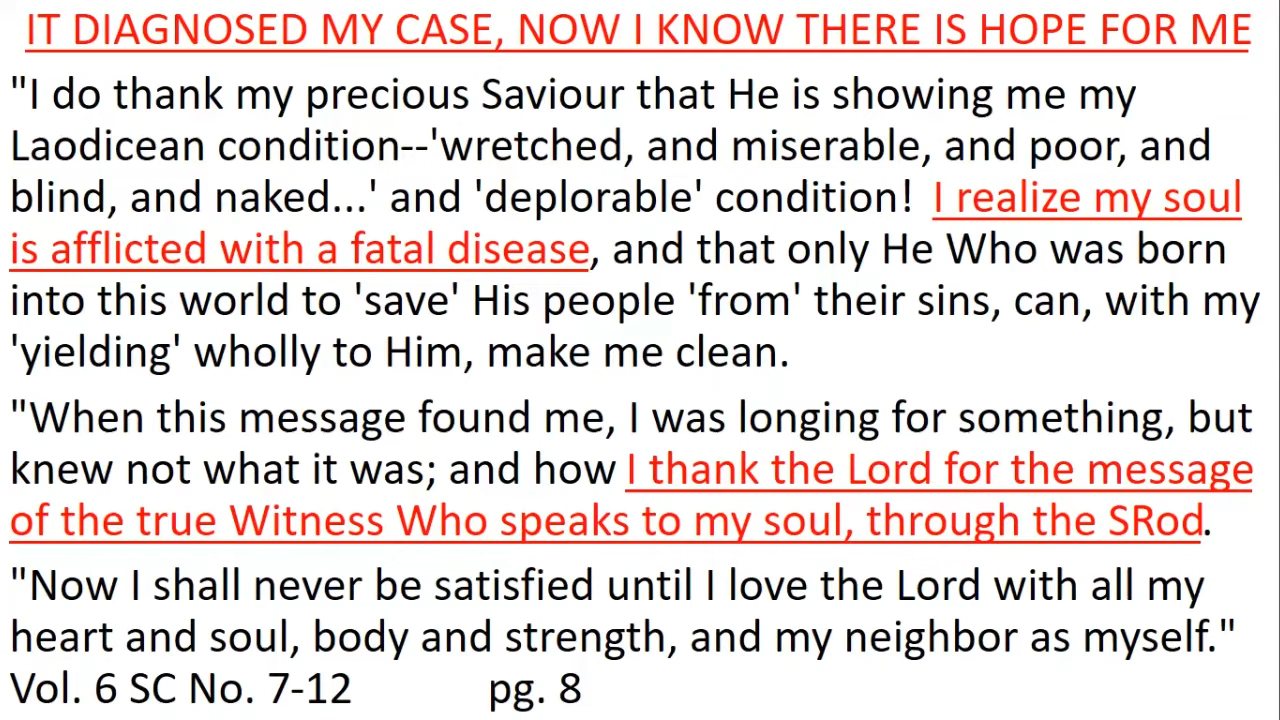 IT DIAGNOSED MY CASE, NOW I KNOW THERE IS HOPE FOR ME
"I do thank my precious Saviour that He is showing me my
Laodicean condition--'wretched, and miserable, and poor, and
blind, and naked...' and 'deplorable' condition! I realize my soul
is afflicted with a fatal disease, and that only He Who was born
into this world to 'save' His people 'from' their sins, can, with my
'yielding' wholly to Him, make me clean.
"When this message found me, I was longing for something, but
knew not what it was; and how I thank the Lord for the message
of the true Witness Who speaks to my soul, through the SRod.
"Now I shall never be satisfied until I love the Lord with all my
heart and soul, body and strength, and my neighbor as myself."
Vol. 6 SC No. 7-12 pg. 8